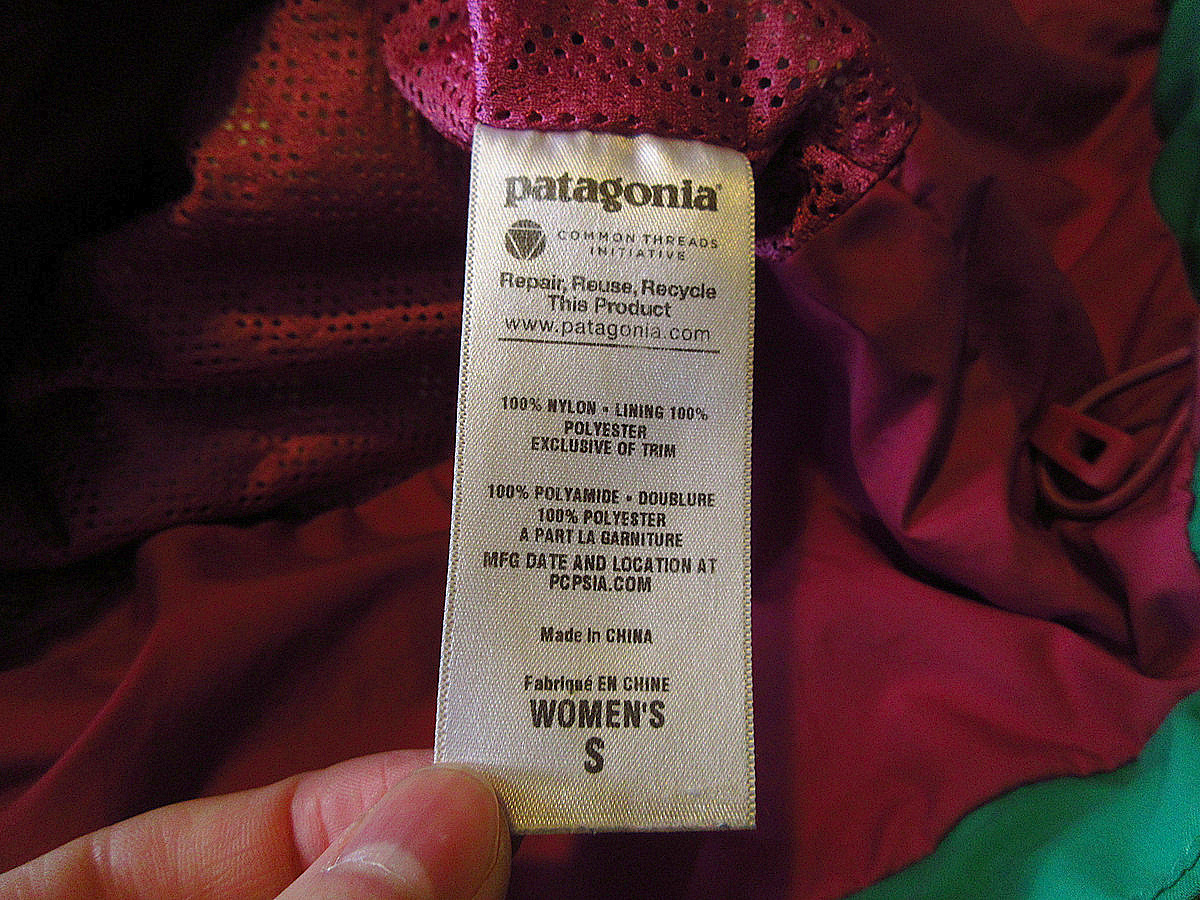 patagonia®
COMMON THREADS
INITIATIVE
Repair, Reuse, Recycle
This Product
www.patagonia.com
100% NYLON • LINING 100%
POLYESTER
EXCLUSIVE OF TRIM
100% POLYAMIDE • DOUBLURE
100% POLYESTER
A PART LA GARNITURE
MFG DATE AND LOCATION AT
PCPSIA.COM
Made in CHINA
Fabriqué EN CHINE
WOMEN'S
S